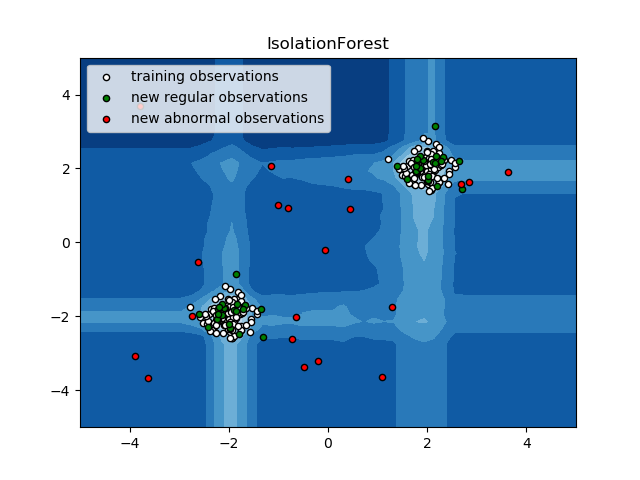 IsolationForest
training observations
new regular observations
new abnormal observations
4
2
0
−2
−4
−4 −2 0 2 4